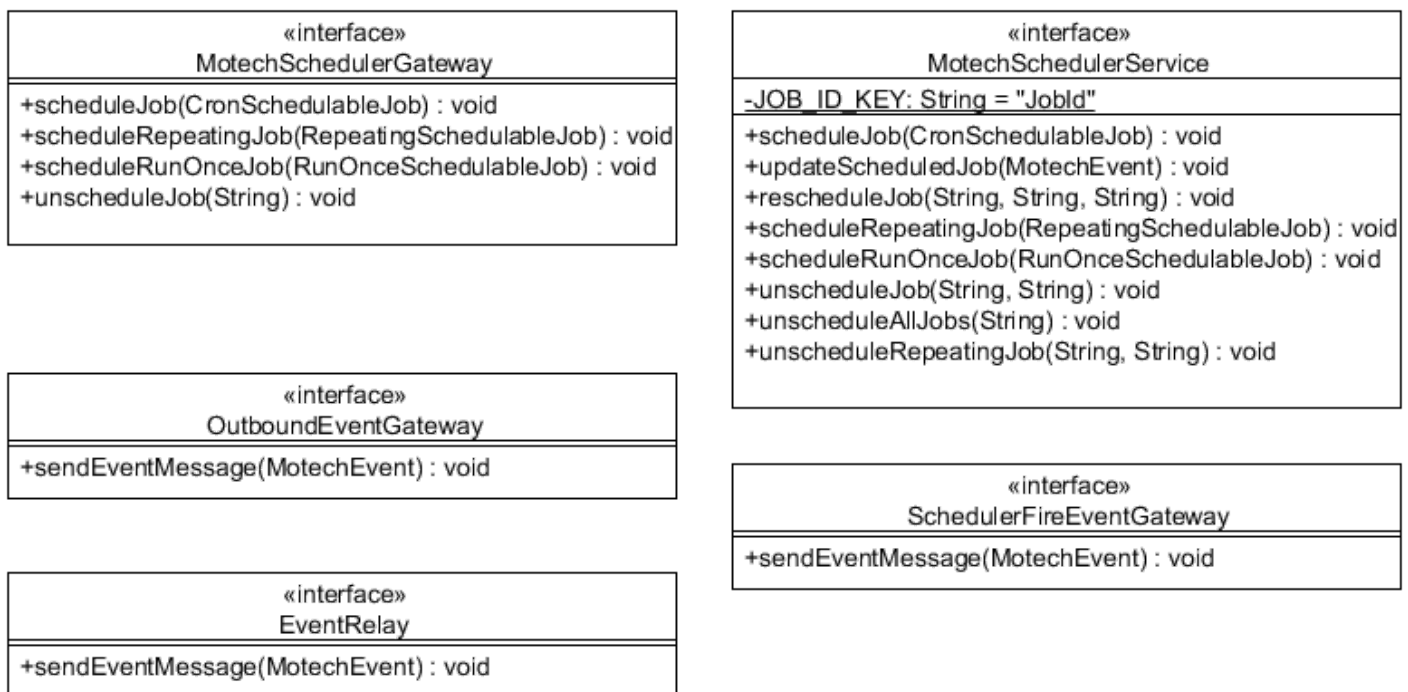 «interface»
MotechSchedulerGateway
+scheduleJob(CronSchedulableJob) : void
+scheduleRepeatingJob(RepeatingSchedulableJob) : void
+scheduleRunOnceJob(RunOnceSchedulableJob) : void
+unscheduleJob(String) : void
«interface»
OutboundEventGateway
+sendEventMessage(MotechEvent) : void
«interface»
EventRelay
+sendEventMessage(MotechEvent) : void
«interface»
MotechSchedulerService
-JOB_ID_KEY: String = "JobId"
+scheduleJob(CronSchedulableJob) : void
+updateScheduledJob(MotechEvent) : void
+rescheduleJob(String, String, String) : void
+scheduleRepeatingJob(RepeatingSchedulableJob) : void
+scheduleRunOnceJob(RunOnceSchedulableJob) : void
+unscheduleJob(String, String) : void
+unscheduleAllJobs(String) : void
+unscheduleRepeatingJob(String, String) : void
«interface»
SchedulerFireEventGateway
+sendEventMessage(MotechEvent) : void